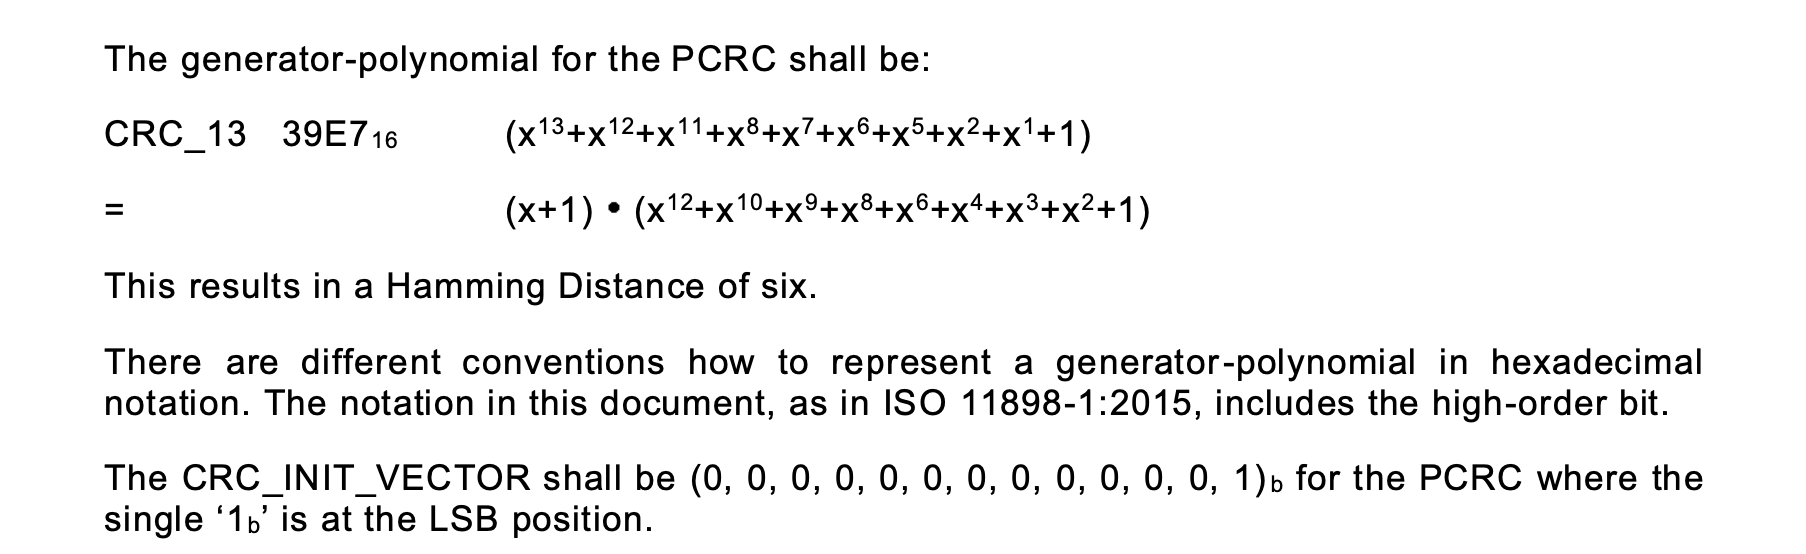 The generator-polynomial for the PCRC shall be:
CRC_13 39E7₁₆ (x¹³+x¹²+x¹¹+x⁸+x⁷+x⁶+x⁵+x²+x¹+1)
= (x+1) • (x¹²+x¹⁰+x⁹+x⁸+x⁶+x⁴+x³+x²+1)
This results in a Hamming Distance of six.
There are different conventions how to represent a generator-polynomial in hexadecimal
notation. The notation in this document, as in ISO 11898-1:2015, includes the high-order bit.
The CRC_INIT_VECTOR shall be (0, 0, 0, 0, 0, 0, 0, 0, 0, 0, 0, 0, 1)b for the PCRC where the
single ‘1b’ is at the LSB position.